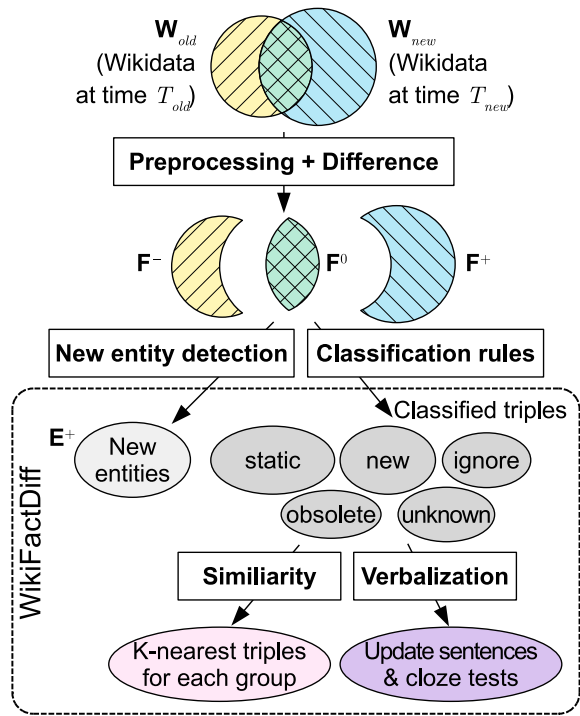 W_old
(Wikidata
at time T_old)
W_new
(Wikidata
at time T_new)
Preprocessing + Difference
F⁻
F⁰
F⁺
New entity detection
Classification rules
Classified triples
E⁺
New
entities
static
new
ignore
obsolete
unknown
WikiFactDiff
Similiarity
Verbalization
K-nearest triples
for each group
Update sentences
& cloze tests